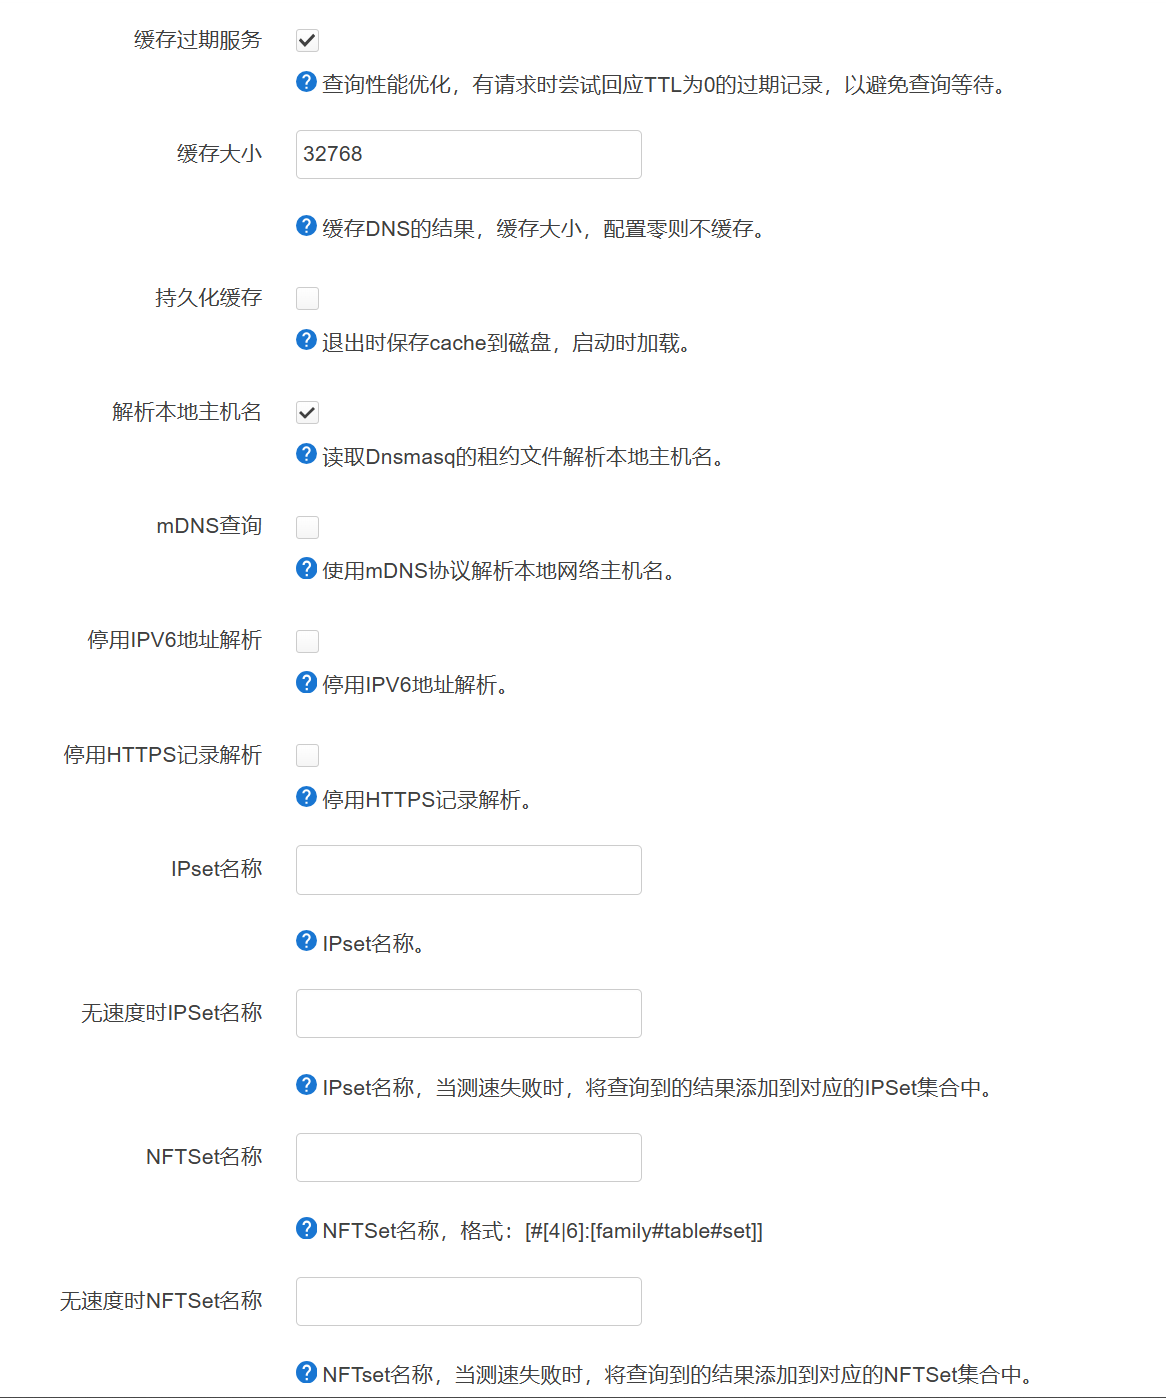 缓存过期服务
查询性能优化，有请求时尝试回应TTL为0的过期记录，以避免查询等待。
缓存大小
32768
缓存DNS的结果，缓存大小，配置零则不缓存。
持久化缓存
退出时保存cache到磁盘，启动时加载。
解析本地主机名
读取Dnsmasq的租约文件解析本地主机名。
mDNS查询
使用mDNS协议解析本地网络主机名。
停用IPV6地址解析
停用IPV6地址解析。
停用HTTPS记录解析
停用HTTPS记录解析。
IPset名称
IPset名称。
无速度时IPSet名称
IPset名称，当测速失败时，将查询到的结果添加到对应的IPSet集合中。
NFTSet名称
NFTSet名称，格式：[#[4|6]:[family#table#set]]
无速度时NFTSet名称
NFTset名称，当测速失败时，将查询到的结果添加到对应的NFTSet集合中。